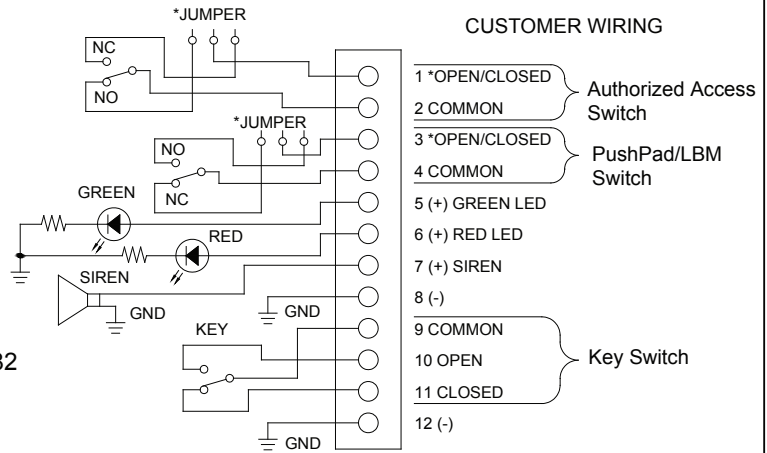 *JUMPER
CUSTOMER WIRING
NC
NO
1 *OPEN/CLOSED
2 COMMON
Authorized Access
Switch
*JUMPER
NO
NC
3 *OPEN/CLOSED
4 COMMON
PushPad/LBM
Switch
GREEN
5 (+) GREEN LED
RED
6 (+) RED LED
SIREN
7 (+) SIREN
GND
GND
8 (-)
KEY
9 COMMON
10 OPEN
11 CLOSED
Key Switch
32
GND
12 (-)